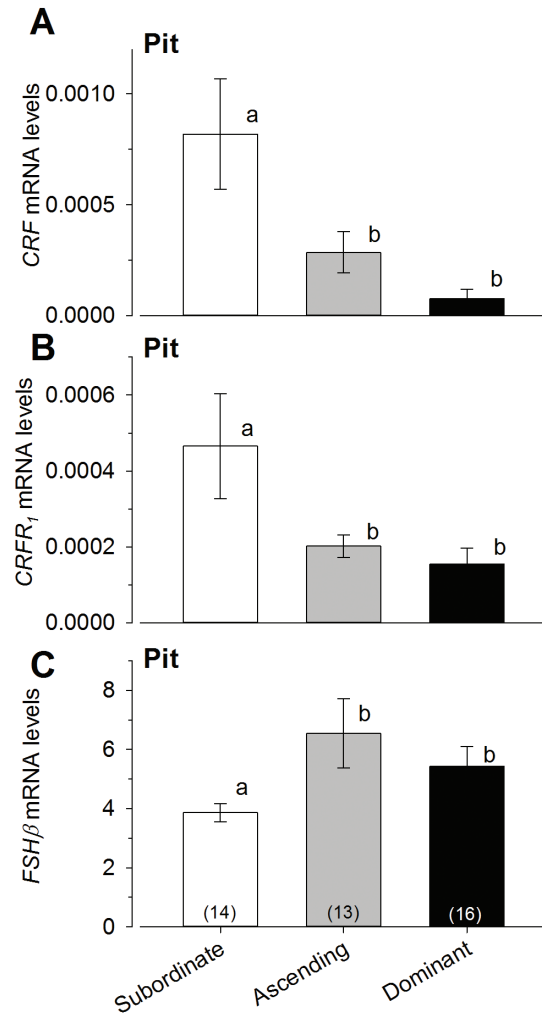 A
Pit
0.0010
a
CRF mRNA levels
0.0005
b
b
0.0000
B
Pit
0.0006
a
CRFR1 mRNA levels
0.0004
0.0002
b
b
0.0000
C
Pit
8
FSHβ mRNA levels
b
6
b
a
4
2
0
(14)
(13)
(16)
Subordinate
Ascending
Dominant